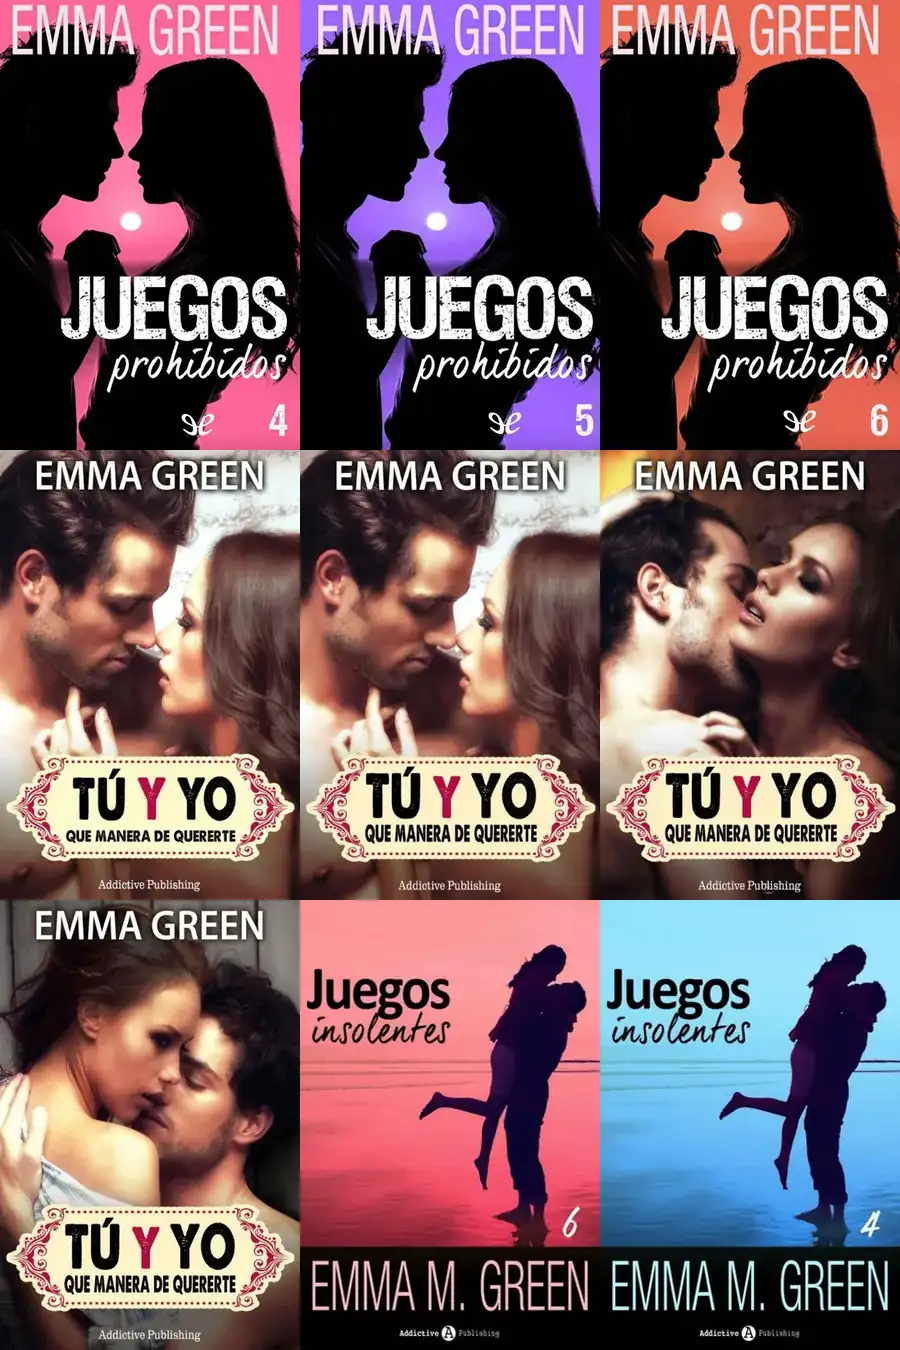 EMMA GREEN
JUEGOS
prohibidos
4
EMMA GREEN
JUEGOS
prohibidos
5
EMMA GREEN
JUEGOS
prohibidos
6
EMMA GREEN
TÚ Y YO
QUE MANERA DE QUERERTE
Addictive Publishing
EMMA GREEN
TÚ Y YO
QUE MANERA DE QUERERTE
Addictive Publishing
EMMA GREEN
TÚ Y YO
QUE MANERA DE QUERERTE
Addictive Publishing
EMMA GREEN
TÚ Y YO
QUE MANERA DE QUERERTE
Addictive Publishing
Juegos
insolentes
6
EMMA M. GREEN
Addictive A Publishing
Juegos
insolentes
4
EMMA M. GREEN
Addictive A Publishing